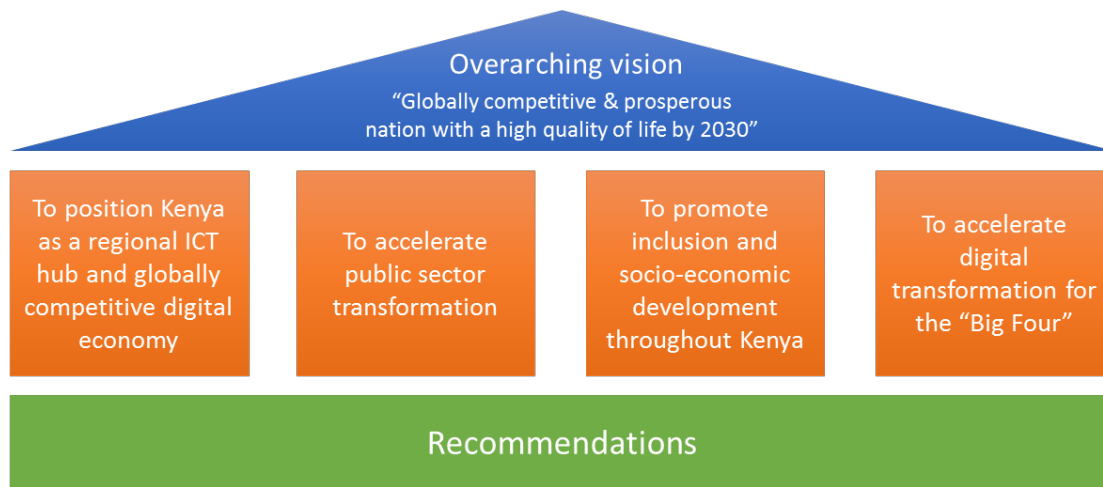 Overarching vision
“Globally competitive & prosperous
nation with a high quality of life by 2030”
To position Kenya
as a regional ICT
hub and globally
competitive digital
economy
To accelerate
public sector
transformation
To promote
inclusion and
socio-economic
development
throughout Kenya
To accelerate
digital
transformation for
the “Big Four”
Recommendations